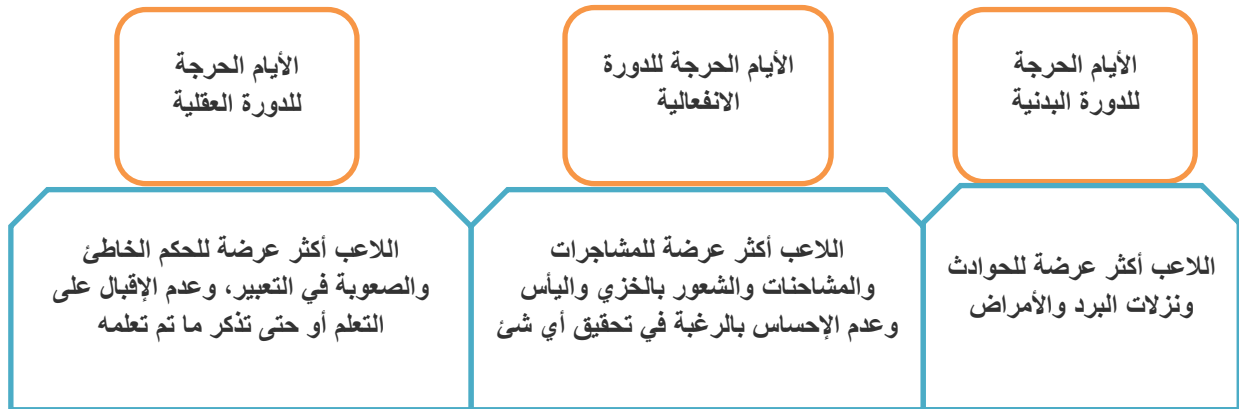 الأيام الحرجة
للدورة البدنية
الأيام الحرجة للدورة
الانفعالية
الأيام الحرجة
للدورة العقلية
اللاعب أكثر عرضة للحوادث
ونزلات البرد والأمراض
اللاعب أكثر عرضة للمشاجرات
والمشاحنات والشعور بالخزي واليأس
وعدم الإحساس بالرغبة في تحقيق أي شئ
اللاعب أكثر عرضة للحكم الخاطئ
والصعوبة في التعبير، وعدم الإقبال على
التعلم أو حتى تذكر ما تم تعلمه